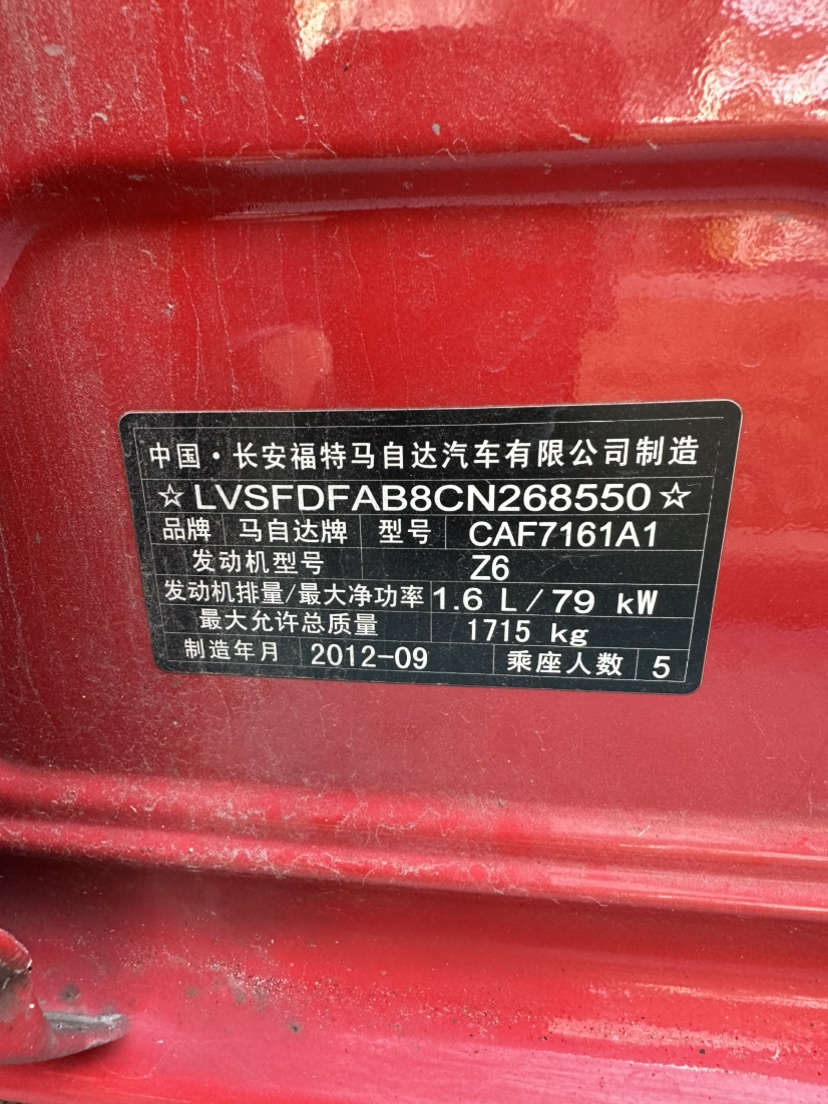 中国·长安福特马自达汽车有限公司制造
☆LVSFDFAB8CN268550☆
品牌 马自达牌 型号 CAF7161A1
发动机型号 Z6
发动机排量/最大净功率 1.6 L/79 kW
最大允许总质量 1715 kg
制造年月 2012-09 乘座人数 5